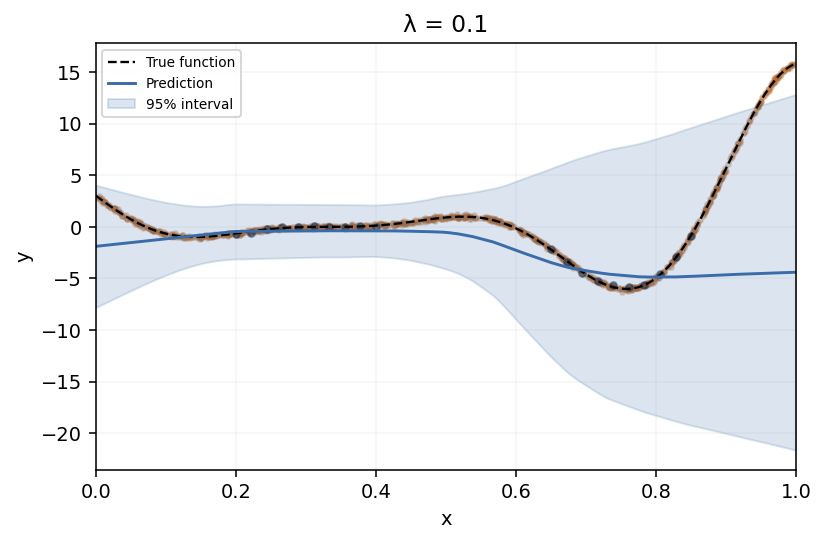 λ = 0.1
True function
Prediction
95% interval
y
15
10
5
0
−5
−10
−15
−20
0.0 0.2 0.4 0.6 0.8 1.0
x